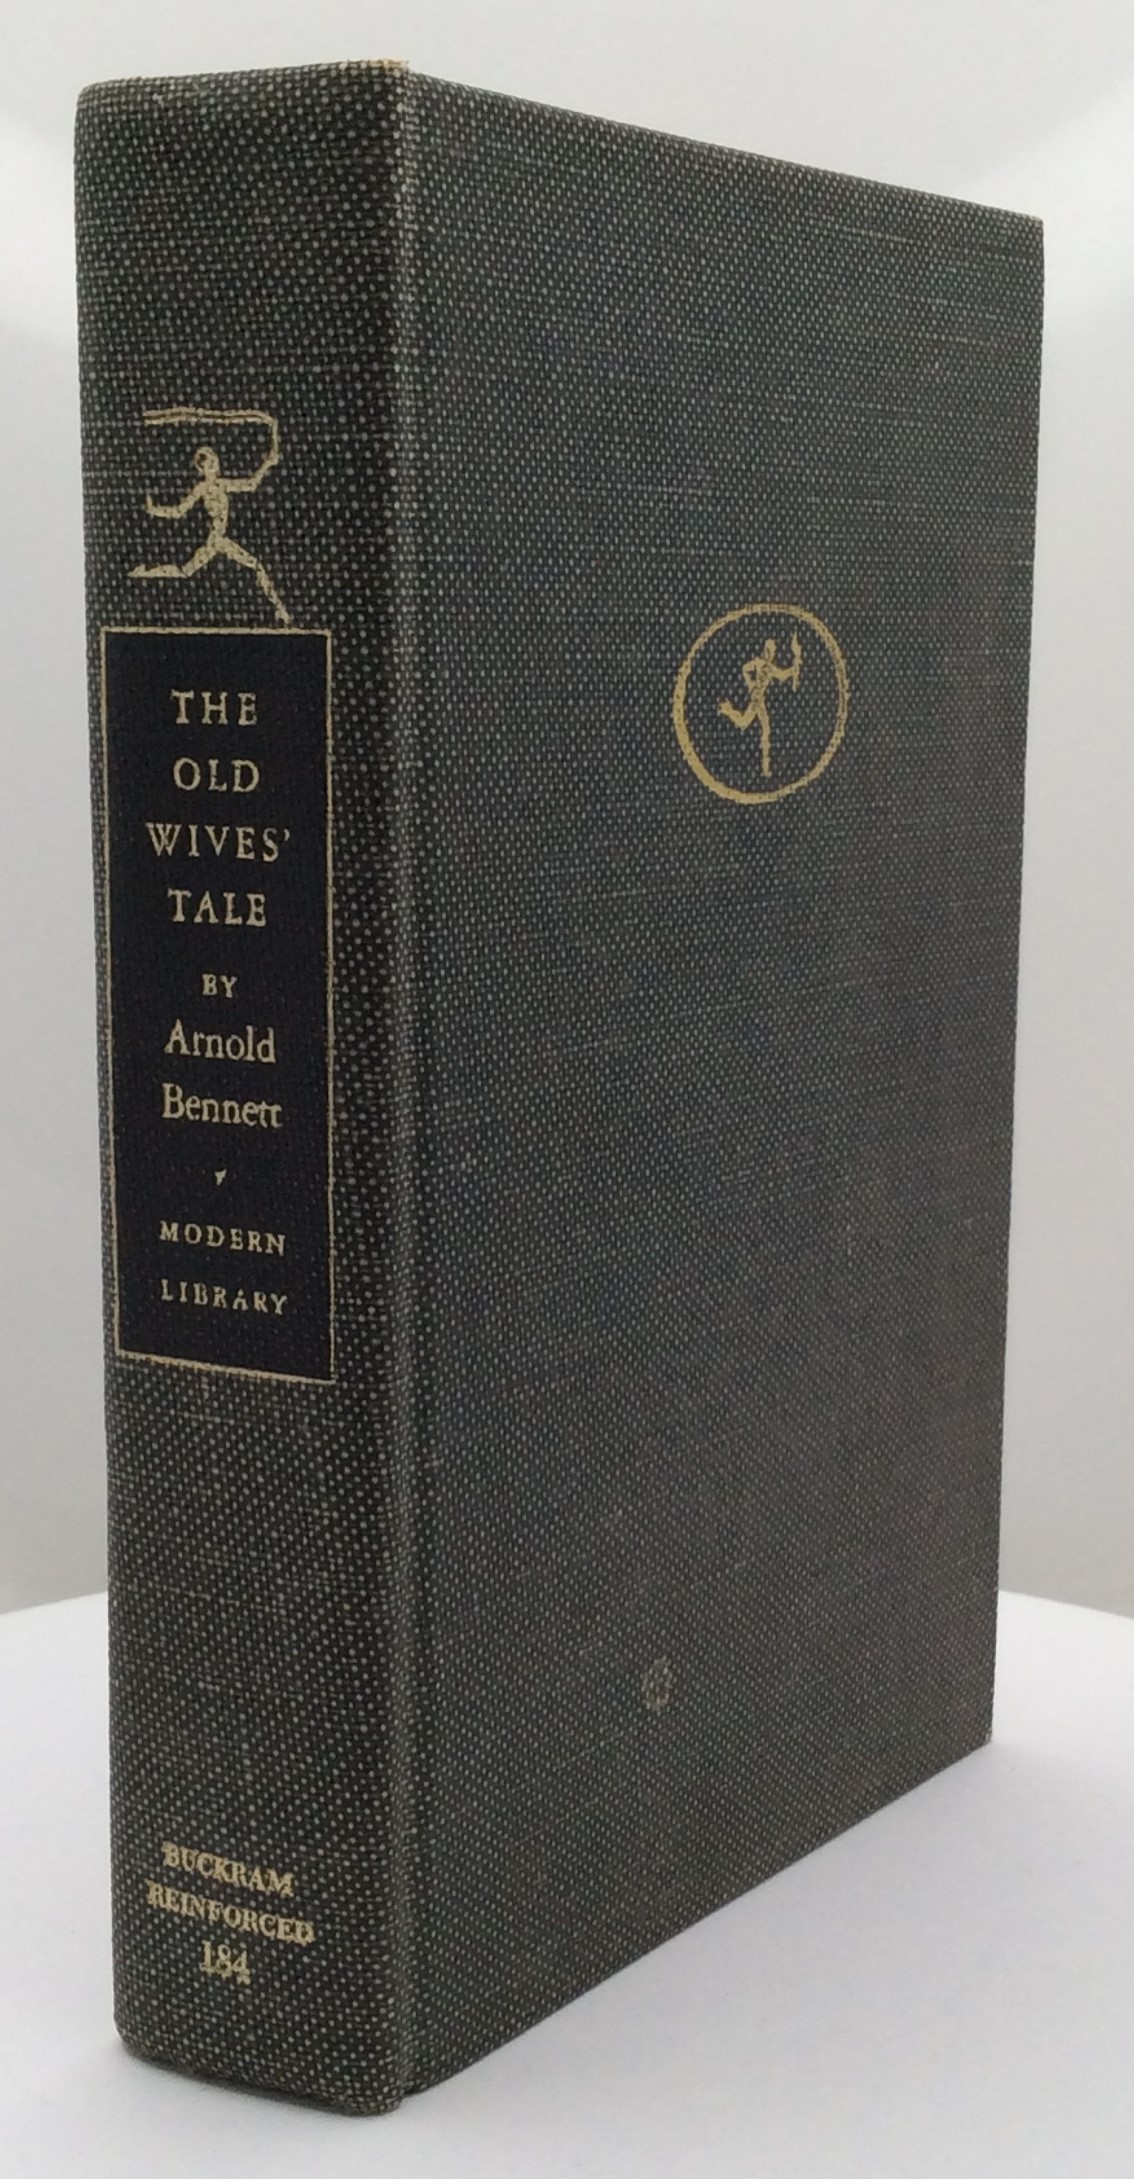 THE
OLD
WIVES'
TALE
BY
Arnold
Bennett
MODERN
LIBRARY
BUCKRAM
REINFORCED
184